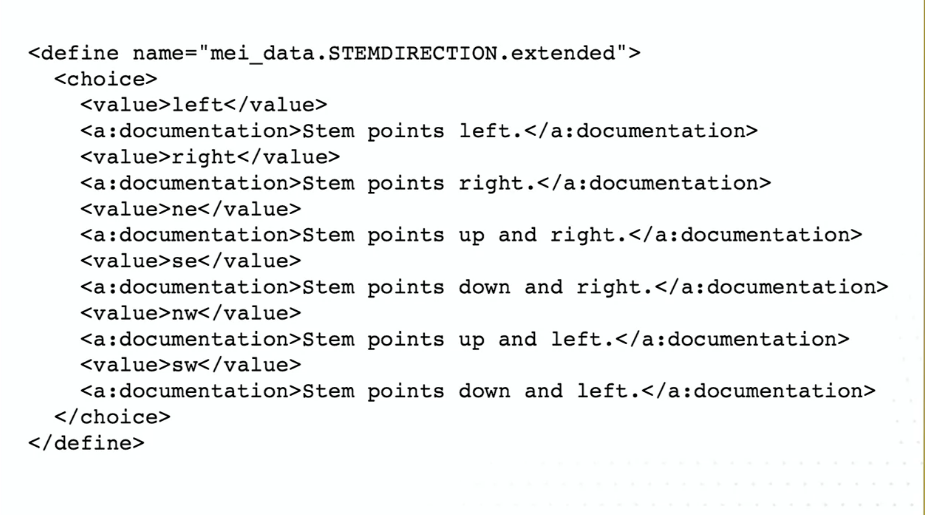 <define name="mei_data.STEMDIRECTION.extended">
  <choice>
    <value>left</value>
    <a:documentation>Stem points left.</a:documentation>
    <value>right</value>
    <a:documentation>Stem points right.</a:documentation>
    <value>ne</value>
    <a:documentation>Stem points up and right.</a:documentation>
    <value>se</value>
    <a:documentation>Stem points down and right.</a:documentation>
    <value>nw</value>
    <a:documentation>Stem points up and left.</a:documentation>
    <value>sw</value>
    <a:documentation>Stem points down and left.</a:documentation>
  </choice>
</define>